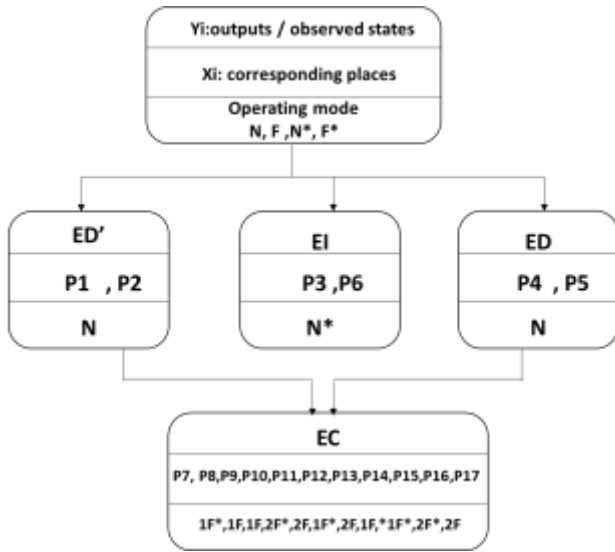 Yi:outputs / observed states
Xi: corresponding places
Operating mode
N, F ,N*, F*
ED’
P1 , P2
N
EI
P3 ,P6
N*
ED
P4 , P5
N
EC
P7, P8,P9,P10,P11,P12,P13,P14,P15,P16,P17
1F*,1F,1F,2F*,2F,1F*,2F,1F,*1F*,2F*,2F